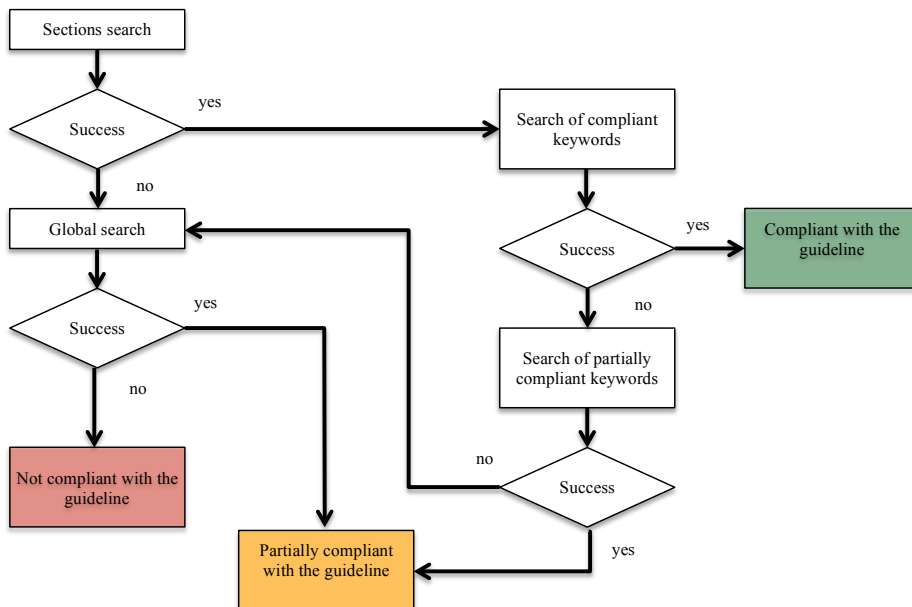 Sections search
yes
Success
Search of compliant
keywords
no
Global search
yes
Compliant with the
guideline
Success
no
yes
Success
Search of partially
compliant keywords
no
no
Not compliant with the
guideline
Success
Partially compliant
with the guideline
yes